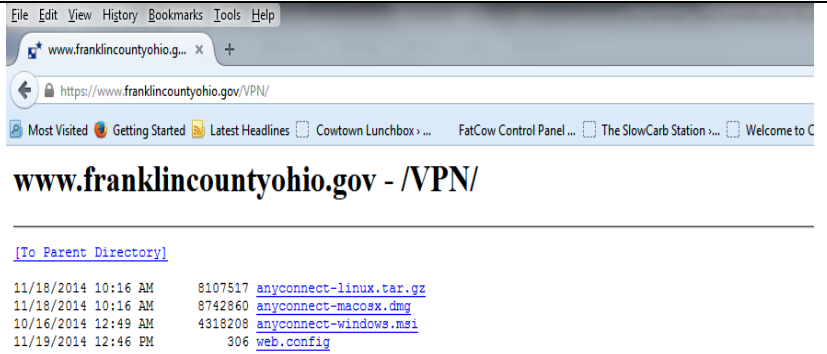 File Edit View History Bookmarks Tools Help
www.franklincountyohio.g... × +
https://www.franklincountyohio.gov/VPN/
Most Visited Getting Started Latest Headlines Cowtown Lunchbox › ... FatCow Control Panel ... The SlowCarb Station ›... Welcome to C
www.franklincountyohio.gov - /VPN/
[To Parent Directory]
11/18/2014 10:16 AM 8107517 anyconnect-linux.tar.gz
11/18/2014 10:16 AM 8742860 anyconnect-macosx.dmg
10/16/2014 12:49 AM 4318208 anyconnect-windows.msi
11/19/2014 12:46 PM 306 web.config